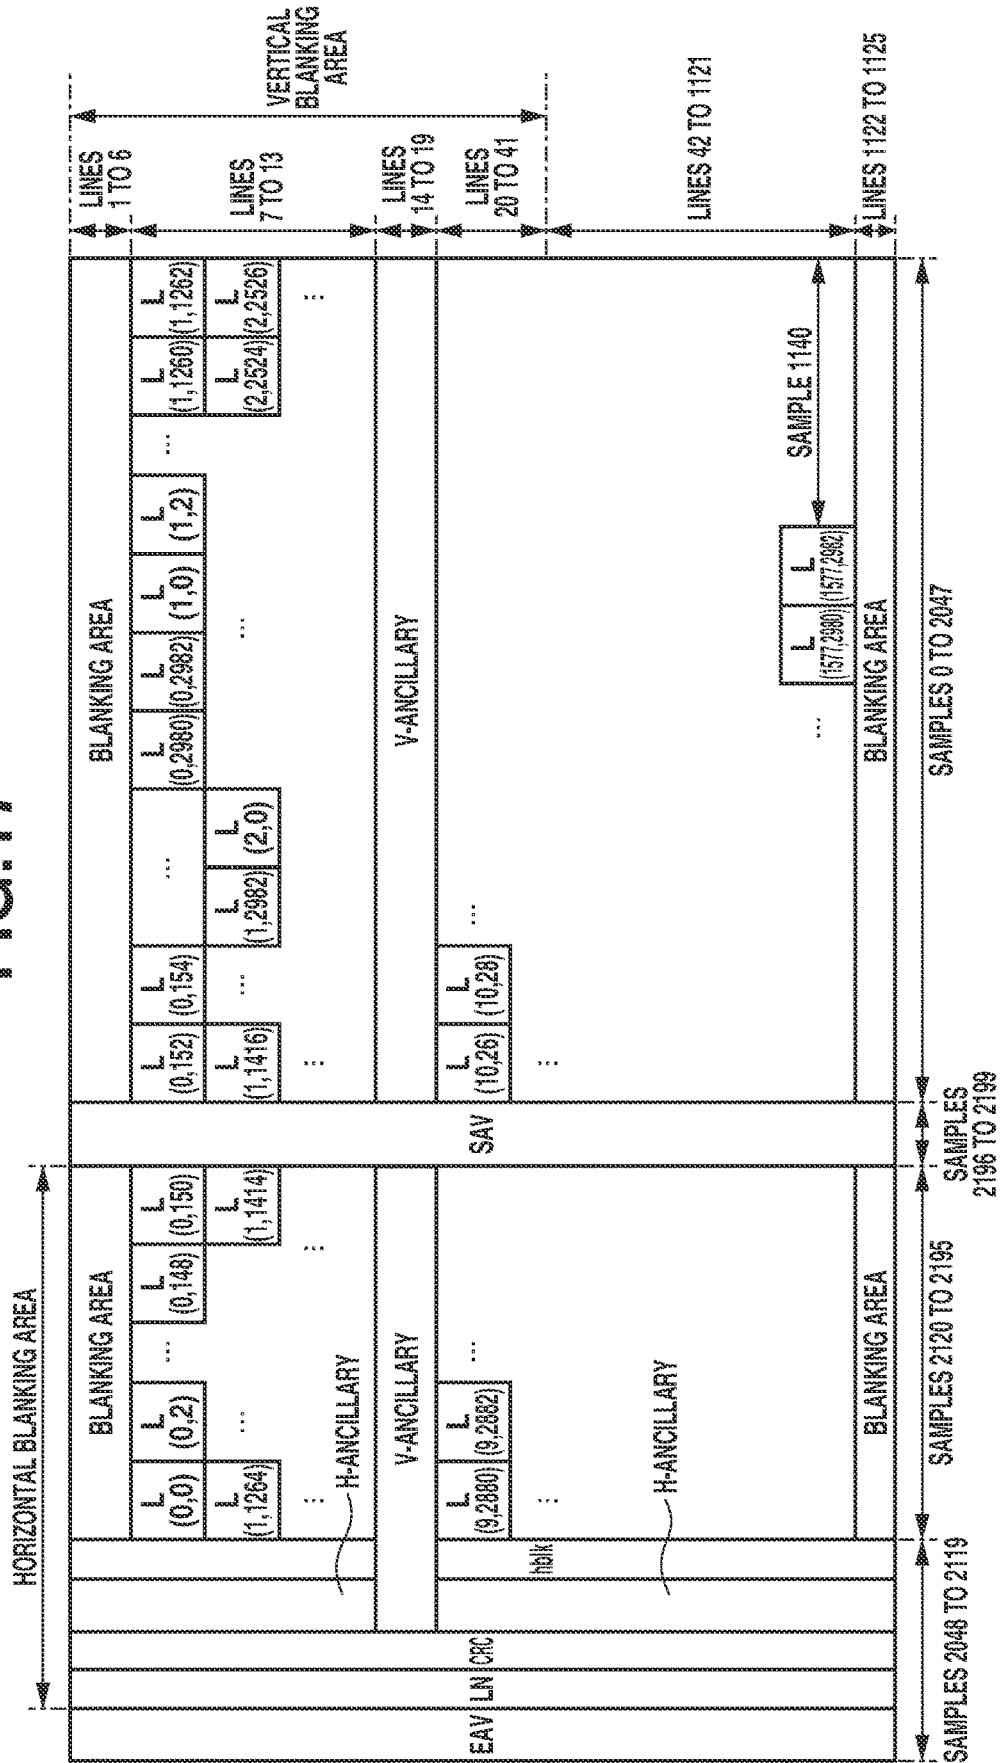 FIG. 17
HORIZONTAL BLANKING AREA
VERTICAL
BLANKING
AREA
BLANKING AREA
BLANKING AREA
LINES
1 TO 6
L
(0,0)
L
(0,2)
...
L
(0,148)
L
(0,150)
L
(0,152)
L
(0,154)
...
L
(0,2980)
L
(0,2982)
L
(1,0)
L
(1,2)
...
L
(1,1260)
L
(1,1262)
L
(1,1264)
...
L
(1,1414)
L
(1,1416)
...
L
(1,2982)
L
(2,0)
...
L
(2,2524)
L
(2,2526)
LINES
7 TO 13
H-ANCILLARY
V-ANCILLARY
V-ANCILLARY
LINES
14 TO 19
EAV
LN
CRC
hblk
SAV
L
(9,2880)
L
(9,2882)
...
L
(10,26)
L
(10,28)
...
LINES
20 TO 41
H-ANCILLARY
...
L
(1577,2980)
L
(1577,2982)
SAMPLE 1140
LINES 42 TO 1121
BLANKING AREA
BLANKING AREA
LINES 1122 TO 1125
SAMPLES 2048 TO 2119
SAMPLES 2120 TO 2195
SAMPLES
2196 TO 2199
SAMPLES 0 TO 2047